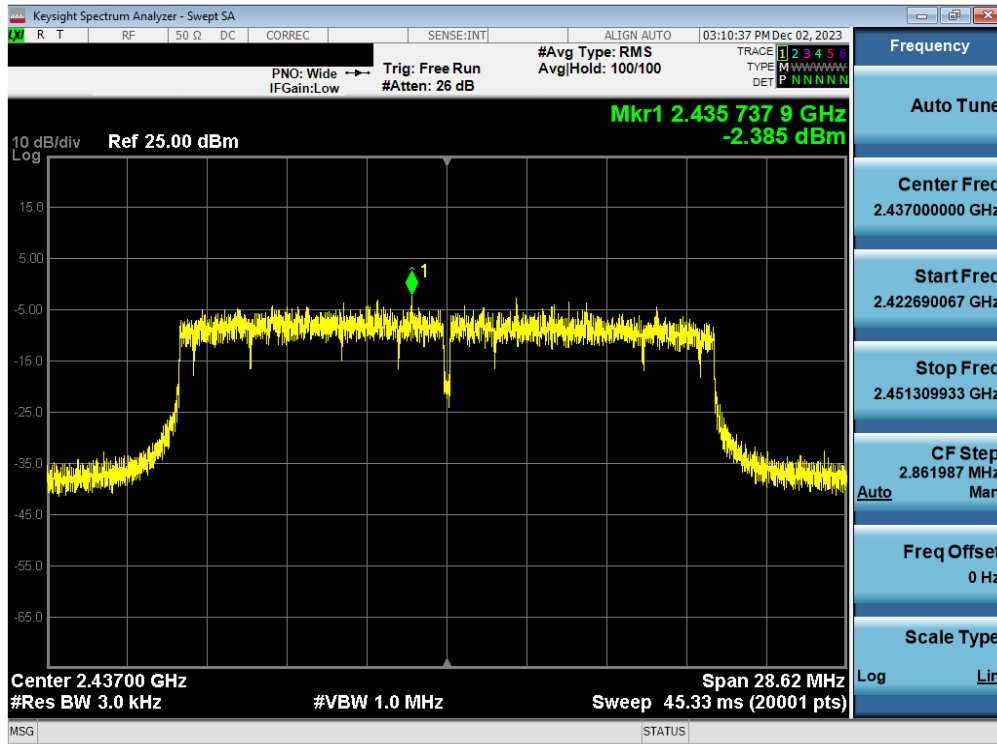 Keysight Spectrum Analyzer - Swept SA
LXI R T RF 50 Ω DC CORREC SENSE:INT ALIGN AUTO 03:10:37 PM Dec 02, 2023
PNO: Wide
IFGain:Low
Trig: Free Run
#Atten: 26 dB
#Avg Type: RMS
Avg|Hold: 100/100
TRACE 1 2 3 4 5 6
TYPE M WWWWW
DET P N N N N N
Mkr1 2.435 737 9 GHz
-2.385 dBm
10 dB/div Ref 25.00 dBm
Log
15.0
5.00
-5.00
-15.0
-25.0
-35.0
-45.0
-55.0
-65.0
1
Center 2.43700 GHz
Span 28.62 MHz
#Res BW 3.0 kHz
#VBW 1.0 MHz
Sweep 45.33 ms (20001 pts)
MSG
STATUS
Frequency
Auto Tune
Center Freq
2.437000000 GHz
Start Freq
2.422690067 GHz
Stop Freq
2.451309933 GHz
CF Step
2.861987 MHz
Auto Man
Freq Offset
0 Hz
Scale Type
Log Lin